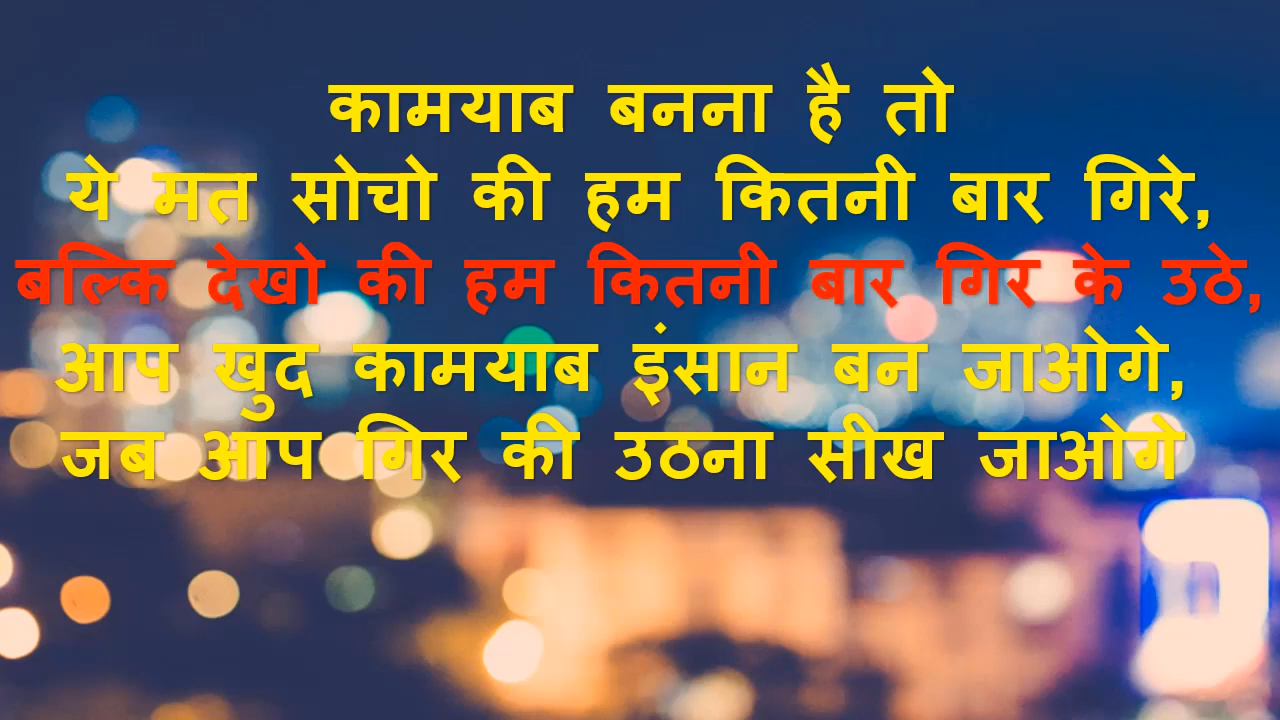 कामयाब बनना है तो
ये मत सोचो की हम कितनी बार गिरे,
बल्कि देखो की हम कितनी बार गिर के उठे,
आप खुद कामयाब इंसान बन जाओगे,
जब आप गिर की उठना सीख जाओगे